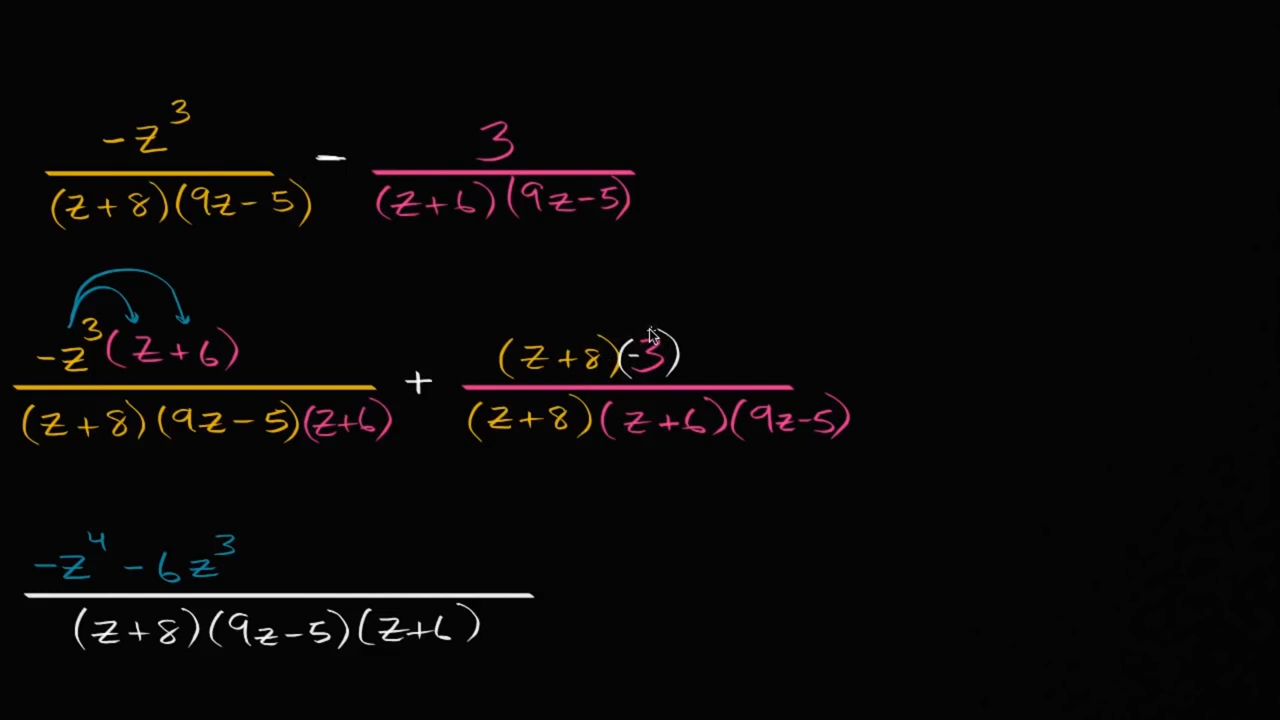 -z³ / (z+8)(9z-5) - 3 / (z+6)(9z-5)
-z³(z+6) / (z+8)(9z-5)(z+6) + (z+8)(-3) / (z+8)(z+6)(9z-5)
-z⁴ - 6z³ / (z+8)(9z-5)(z+6)